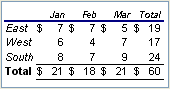 Jan Feb Mar Total
East $ 7 $ 7 $ 5 $ 19
West 6 4 7 17
South 8 7 9 24
Total $ 21 $ 18 $ 21 $ 60